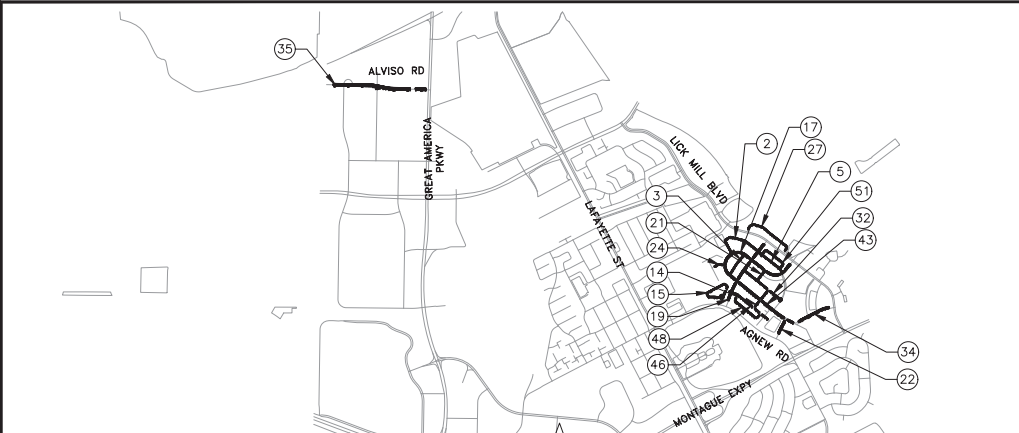 35
ALVISO RD
GREAT AMERICA
PKWY
LICK MILL BLVD
17
2
27
5
3
51
21
32
24
43
LAFAYETTE ST
14
15
19
48
46
AGNEW RD
34
22
MONTAGUE EXPY